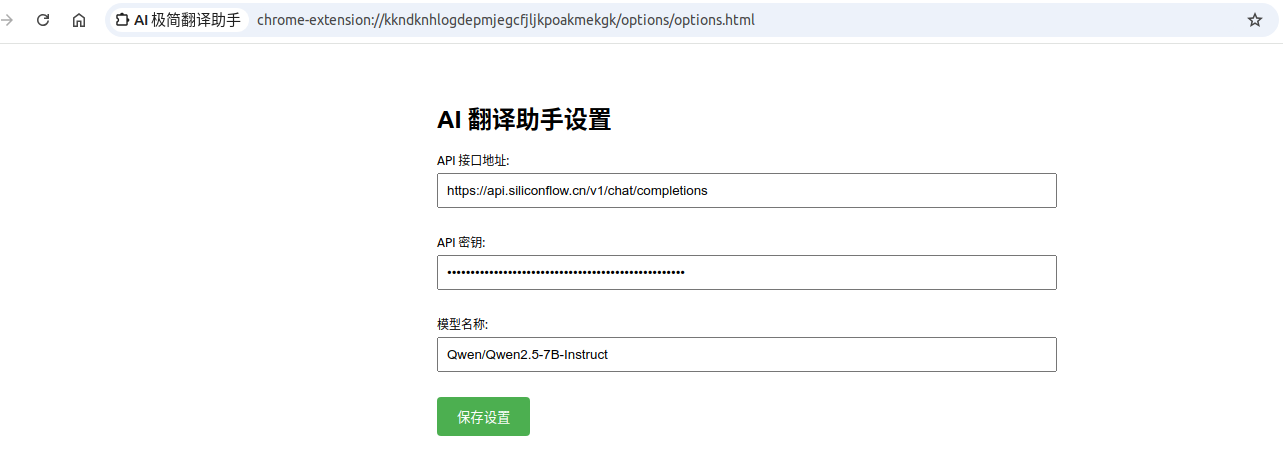 AI 极简翻译助手 chrome-extension://kkndknhlogdepmjegcfjljkpoakmekgk/options/options.html
AI 翻译助手设置
API 接口地址:
https://api.siliconflow.cn/v1/chat/completions
API 密钥:
••••••••••••••••••••••••••••••••••••••••••••••••••
模型名称:
Qwen/Qwen2.5-7B-Instruct
保存设置